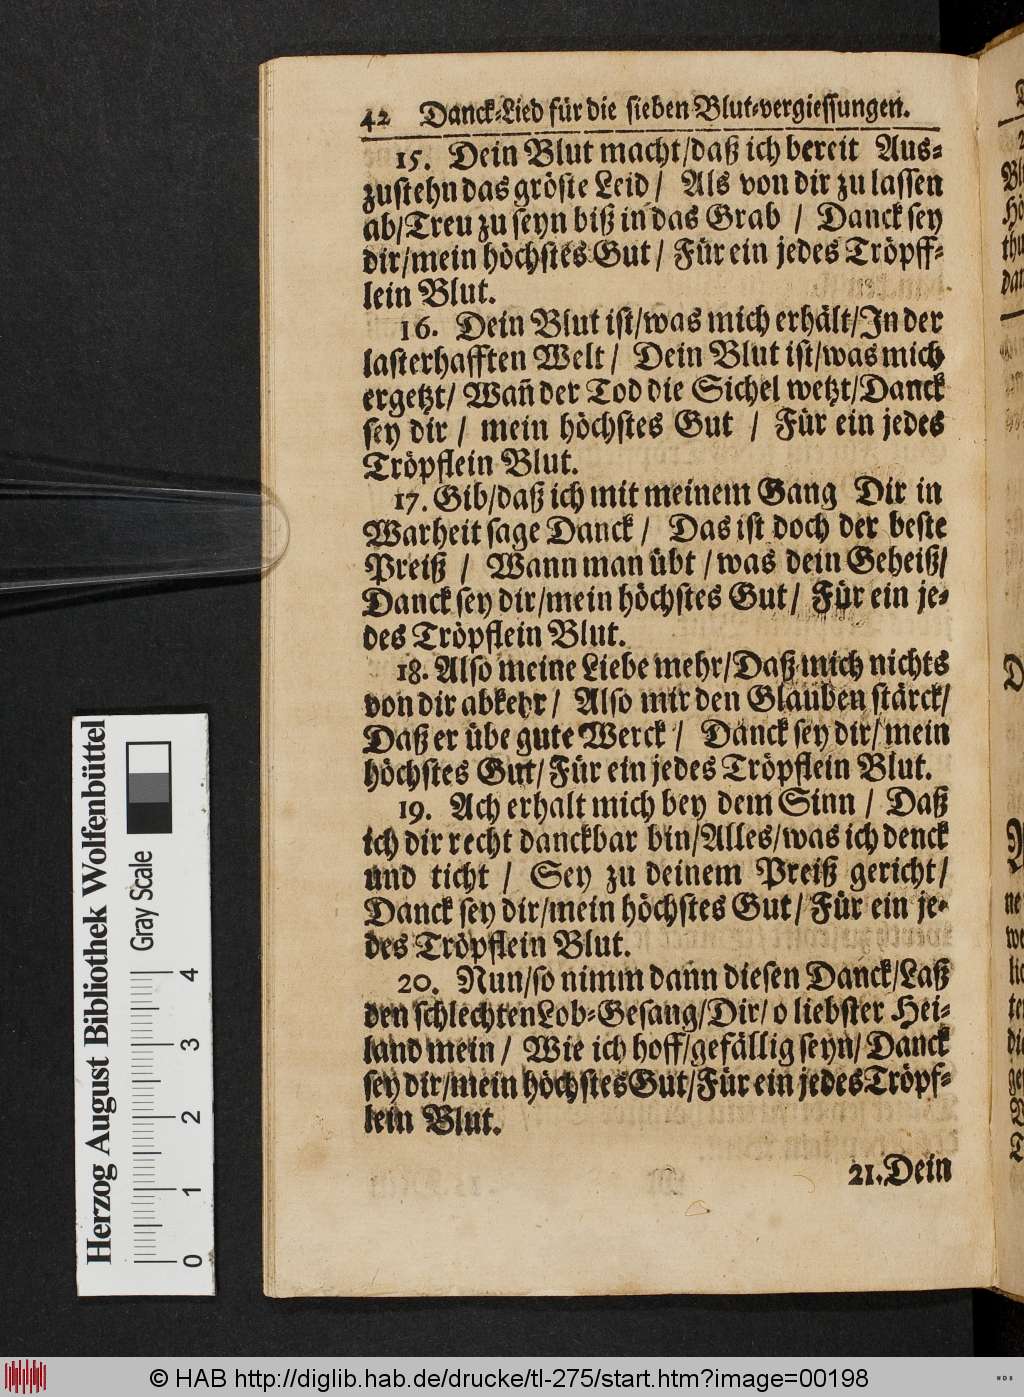 42 Danck-Lied für die sieben Blut-vergiessungen.
15. Dein Blut macht/daß ich bereit Aus-
zustehn das gröste Leid / Als von dir zu lassen
ab/Treu zu seyn biß in das Grab / Danck sey
dir/mein höchstes Gut / Für ein jedes Tröpff-
lein Blut.
16. Dein Blut ist/was mich erhält/In der
lasterhafften Welt / Dein Blut ist/was mich
ergetzt/ Wañ der Tod die Sichel wetzt/Danck
sey dir / mein höchstes Gut / Für ein jedes
Tröpflein Blut.
17. Gib/daß ich mit meinem Gang Dir in
Warheit sage Danck / Das ist doch der beste
Preiß / Wann man übt /was dein Geheiß/
Danck sey dir/mein höchstes Gut / Für ein je-
des Tröpflein Blut.
18. Also meine Liebe mehr/Daß mich nichts
von dir abkehr / Also mir den Glauben stärck/
Daß er übe gute Werck / Danck sey dir/ mein
höchstes Gut/ Für ein jedes Tröpflein Blut.
19. Ach erhalt mich bey dem Sinn / Daß
ich dir recht danckbar bin/Alles/was ich denck
und ticht / Sey zu deinem Preiß gericht/
Danck sey dir/mein höchstes Gut/ Für ein je-
des Tröpflein Blut.
20. Nun/so nimm dann diesen Danck/Laß
den schlechten Lob-Gesang/Dir/ o liebster Hei-
land mein / Wie ich hoff/gefällig seyn/ Danck
sey dir/mein höchstes Gut/Für ein jedes Tröpf-
lein Blut.
21. Dein
Herzog August Bibliothek Wolfenbüttel
Gray Scale
0 1 2 3 4
© HAB http://diglib.hab.de/drucke/tl-275/start.htm?image=00198